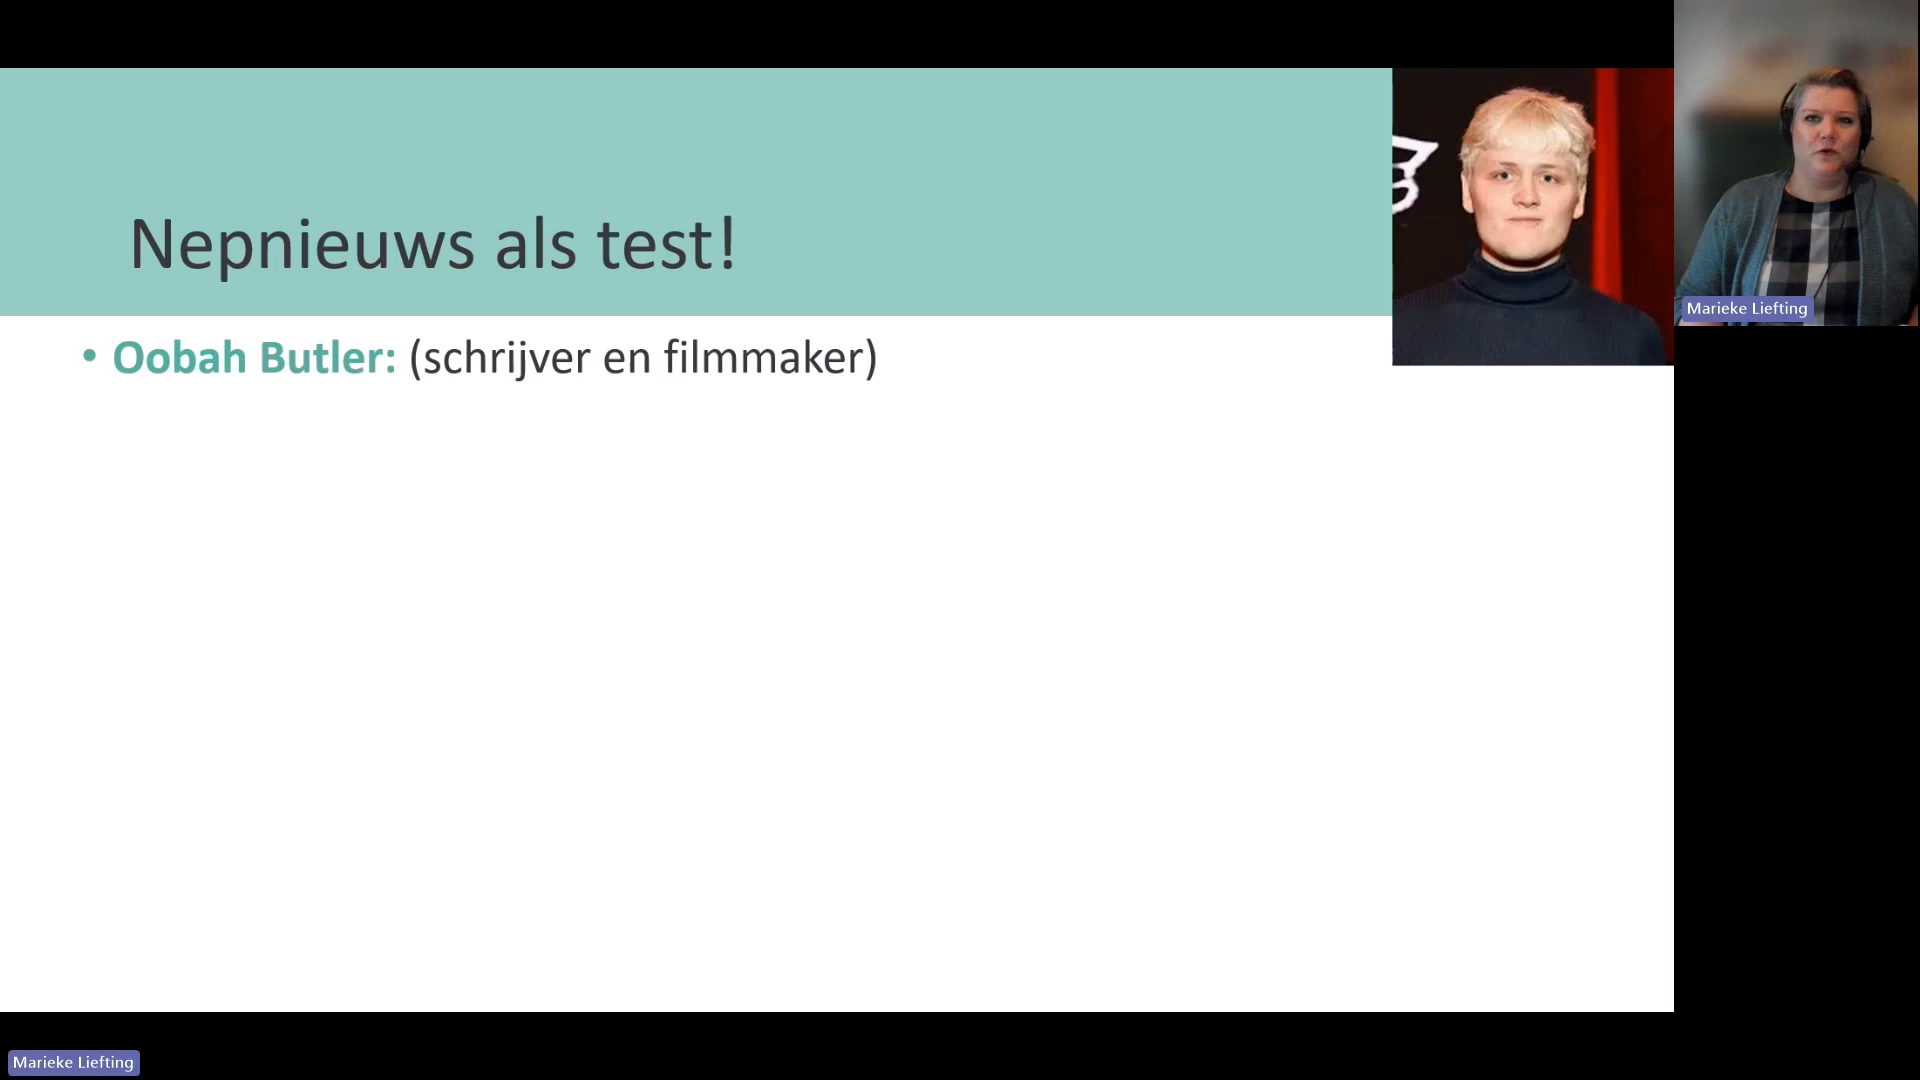 Nepnieuws als test!
• Oobah Butler: (schrijver en filmmaker)
Marieke Liefting
Marieke Liefting